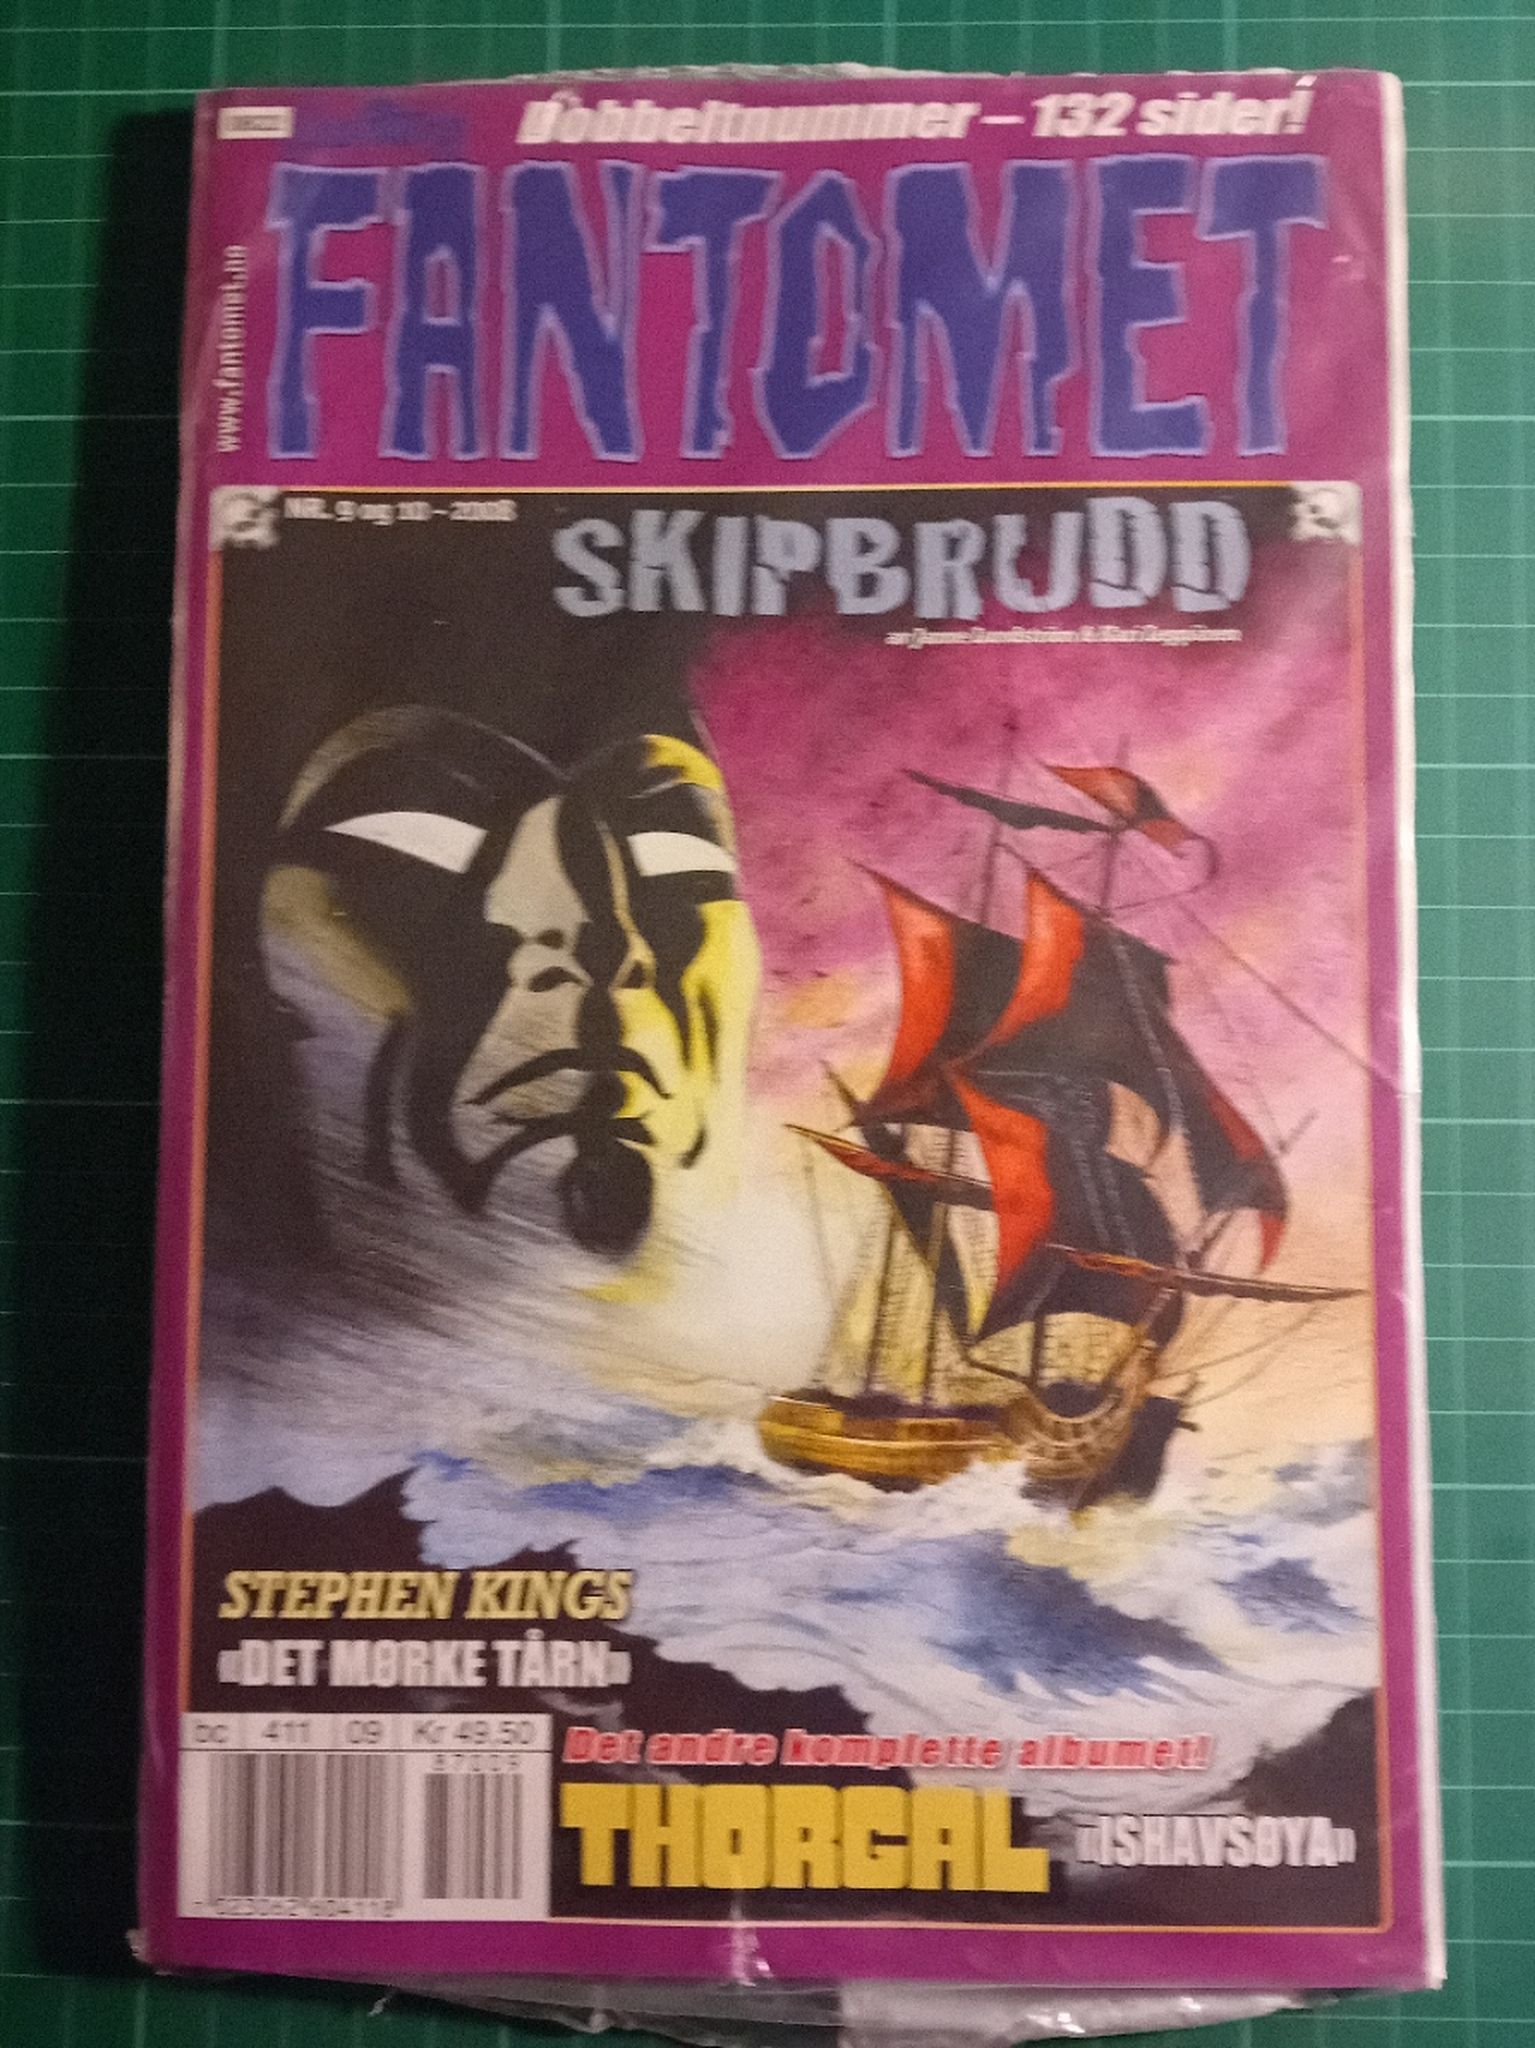 Dobbeltnummer – 132 sider!
FANTOMET
www.fantomet.no
NR. 9 og 10 - 2008
SKIPBRUDD
av
STEPHEN KINGS
«DET MØRKE TÅRN»
bc 411 09 Kr 49.50
Det andre komplette albumet!
THORGAL «ISHAVSØYA»